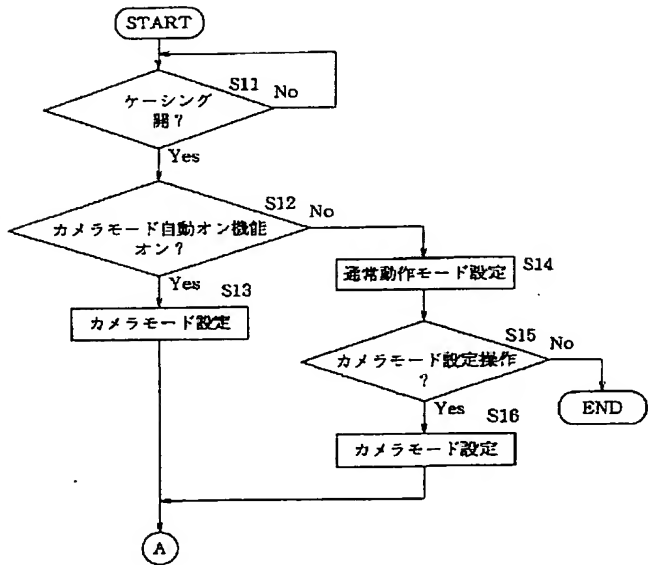 START
S11
No
ケーシング
開?
Yes
S12
No
カメラモード自動オン機能
オン?
Yes
S13
カメラモード設定
通常動作モード設定
S14
S15
No
カメラモード設定操作
?
Yes
END
S16
カメラモード設定
A